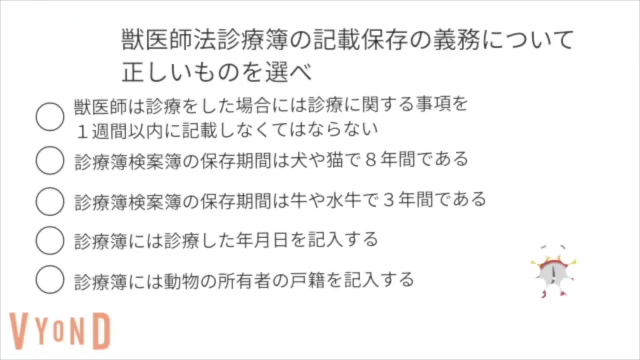 獣医師法診療簿の記載保存の義務について
正しいものを選べ
獣医師は診療をした場合には診療に関する事項を
１週間以内に記載しなくてはならない
診療簿検案簿の保存期間は犬や猫で８年間である
診療簿検案簿の保存期間は牛や水牛で３年間である
診療簿には診療した年月日を記入する
診療簿には動物の所有者の戸籍を記入する
VYOND